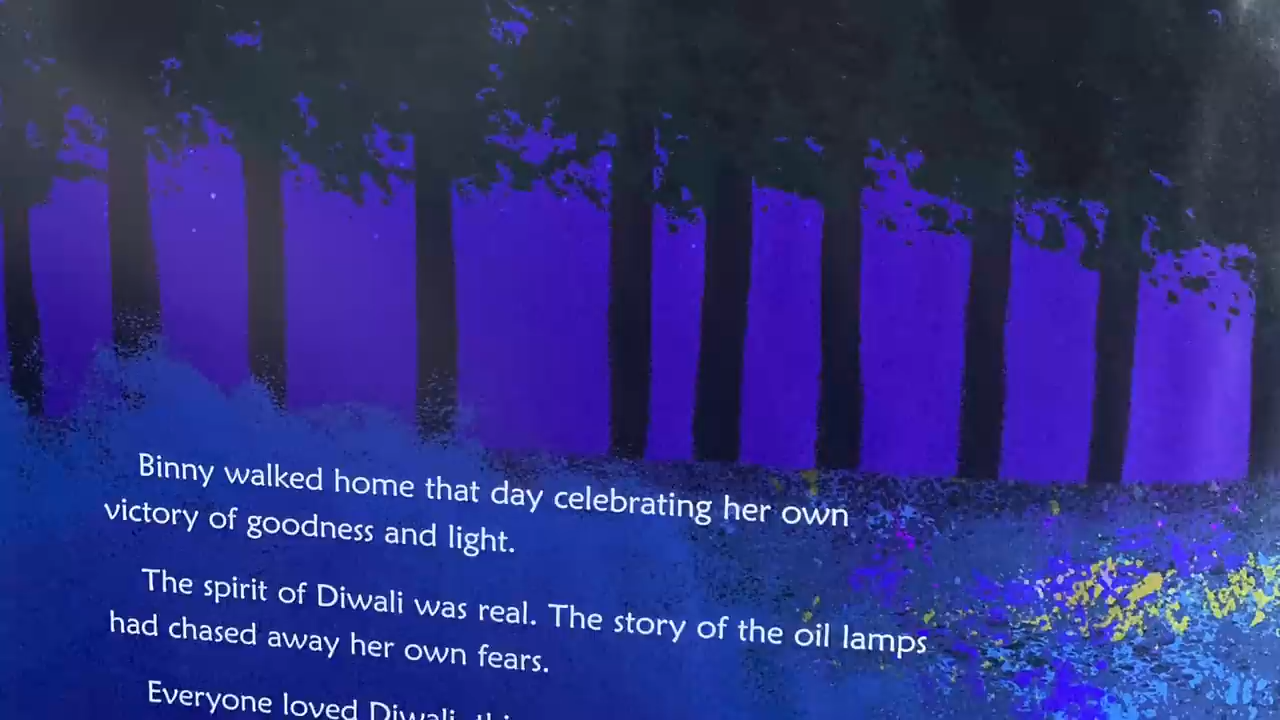 Binny walked home that day celebrating her own
victory of goodness and light.
The spirit of Diwali was real. The story of the oil lamps
had chased away her own fears.
Everyone loved Diwali